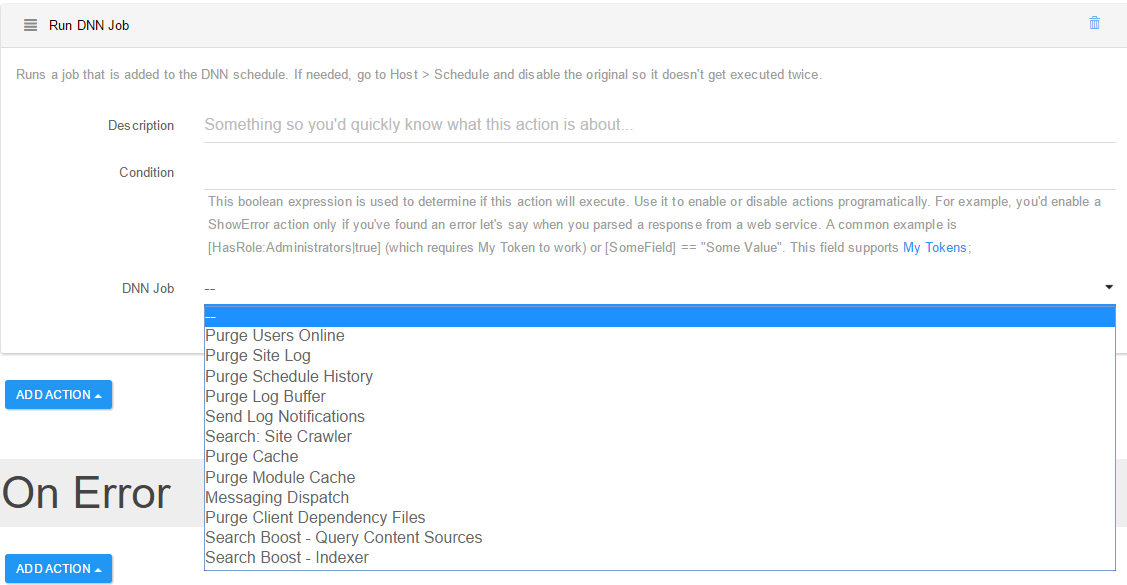 Run DNN Job
Runs a job that is added to the DNN schedule. If needed, go to Host > Schedule and disable the original so it doesn't get executed twice.
Description Something so you'd quickly know what this action is about...
Condition
This boolean expression is used to determine if this action will execute. Use it to enable or disable actions programatically. For example, you'd enable a
ShowError action only if you've found an error let's say when you parsed a response from a web service. A common example is
[HasRole:Administrators|true] (which requires My Token to work) or [SomeField] == "Some Value". This field supports My Tokens;
DNN Job --
--
Purge Users Online
Purge Site Log
Purge Schedule History
Purge Log Buffer
Send Log Notifications
Search: Site Crawler
Purge Cache
Purge Module Cache
Messaging Dispatch
Purge Client Dependency Files
Search Boost - Query Content Sources
Search Boost - Indexer
ADD ACTION
On Error
ADD ACTION